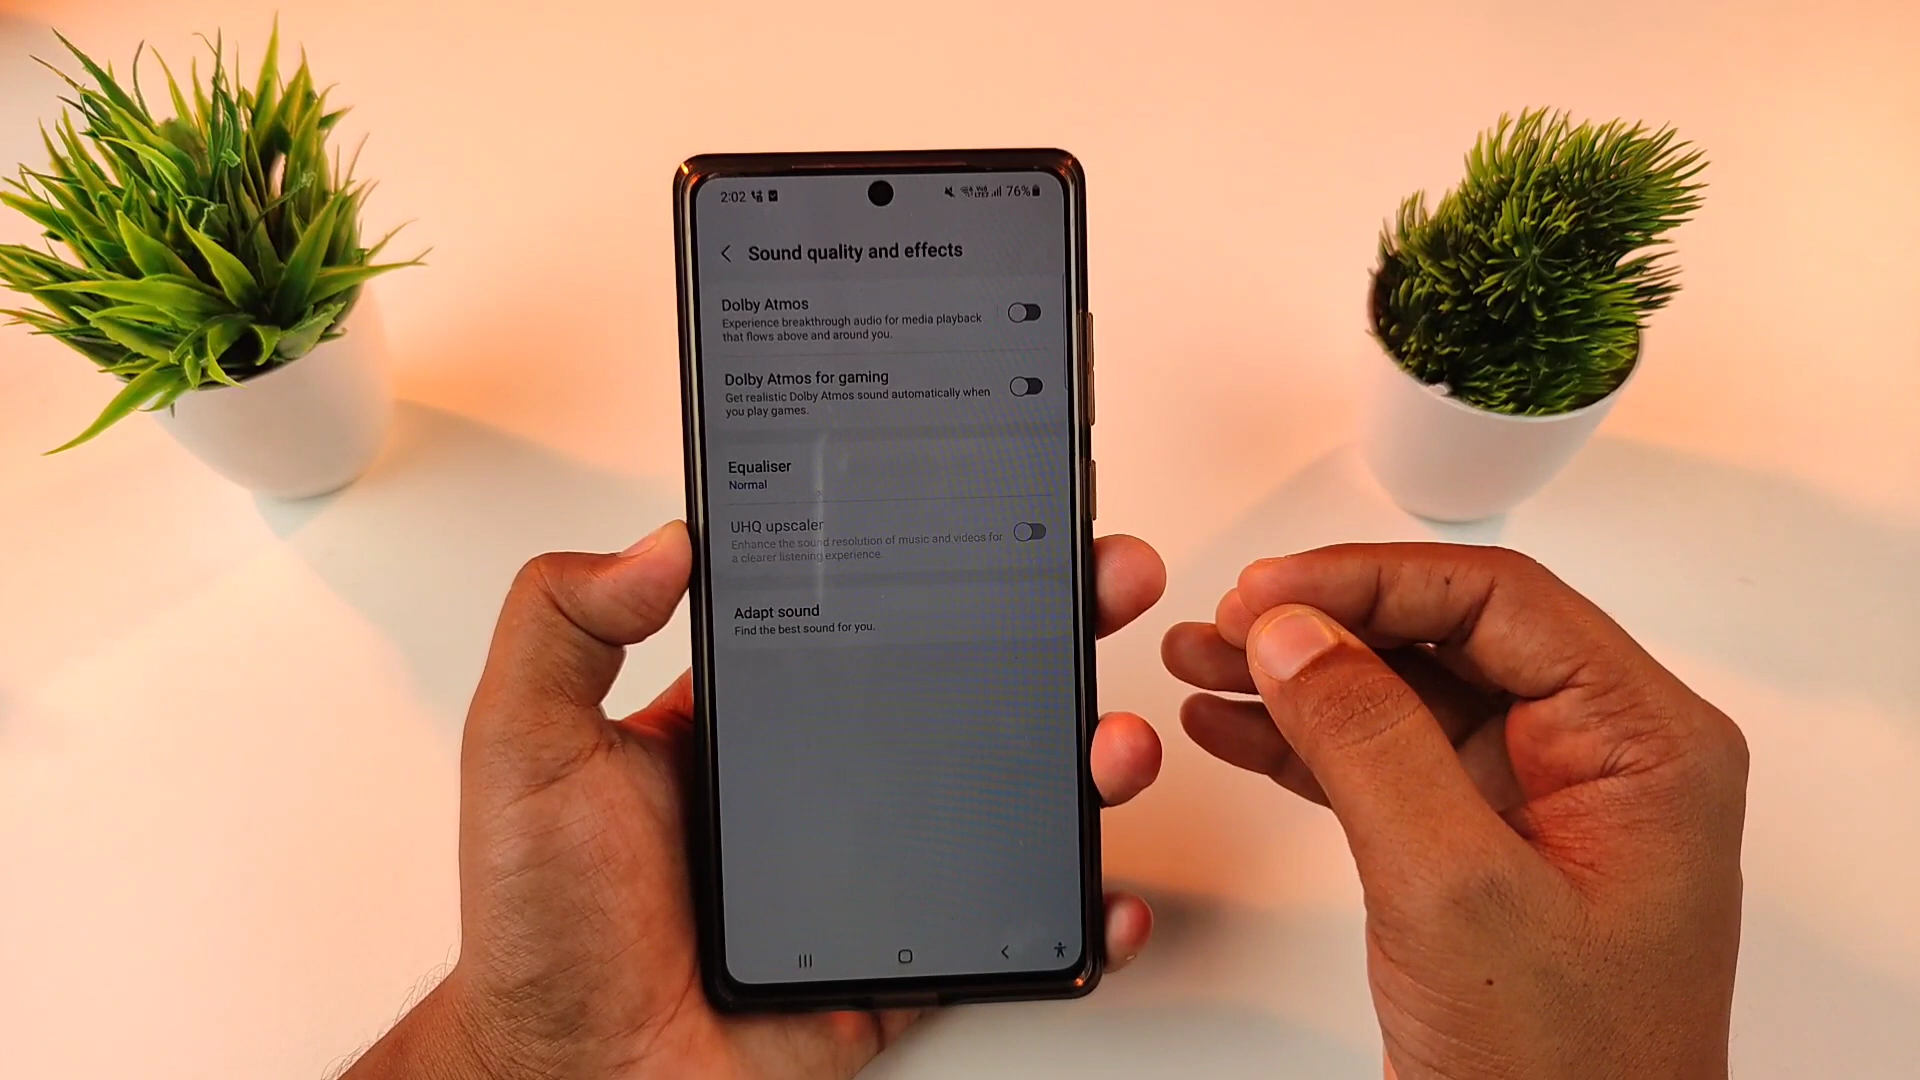 2:02
76%
Sound quality and effects
Dolby Atmos
Experience breakthrough audio for media playback
that flows above and around you.
Dolby Atmos for gaming
Get realistic Dolby Atmos sound automatically when
you play games.
Equaliser
Normal
UHQ upscaler
Enhance the sound resolution of music and videos for
a clearer listening experience.
Adapt sound
Find the best sound for you.